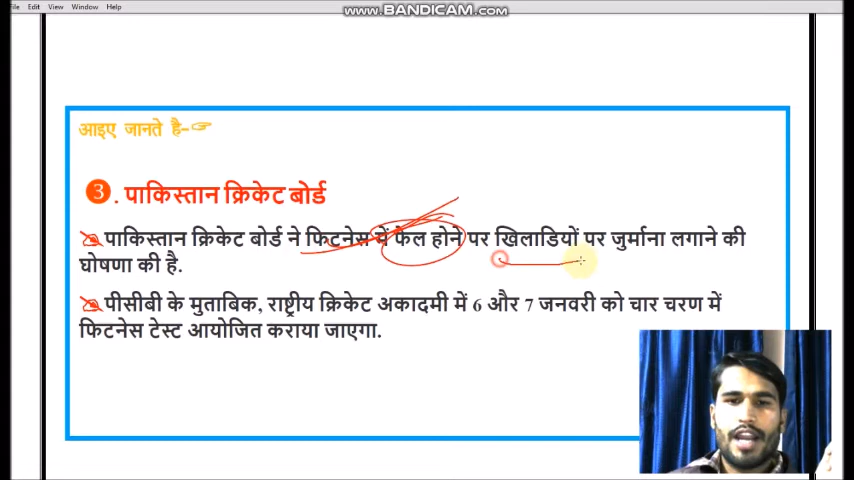 File Edit View Window Help
www.BANDICAM.com
आइए जानते है-
3. पाकिस्तान क्रिकेट बोर्ड
पाकिस्तान क्रिकेट बोर्ड ने फिटनेस में फेल होने पर खिलाडियों पर जुर्माना लगाने की
घोषणा की है.
पीसीबी के मुताबिक, राष्ट्रीय क्रिकेट अकादमी में 6 और 7 जनवरी को चार चरण में
फिटनेस टेस्ट आयोजित कराया जाएगा.